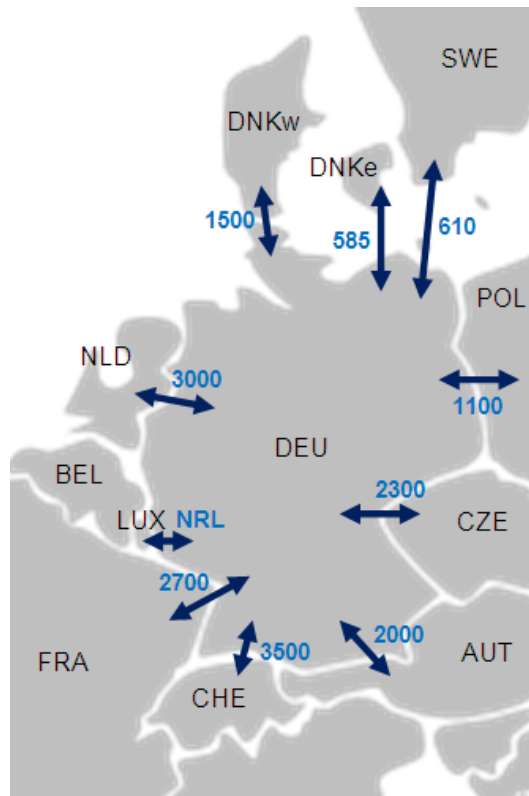 SWE
DNKw
DNKe
1500
585
610
POL
NLD
3000
1100
DEU
BEL
2300
LUX NRL
CZE
2700
2000
FRA
3500
AUT
CHE